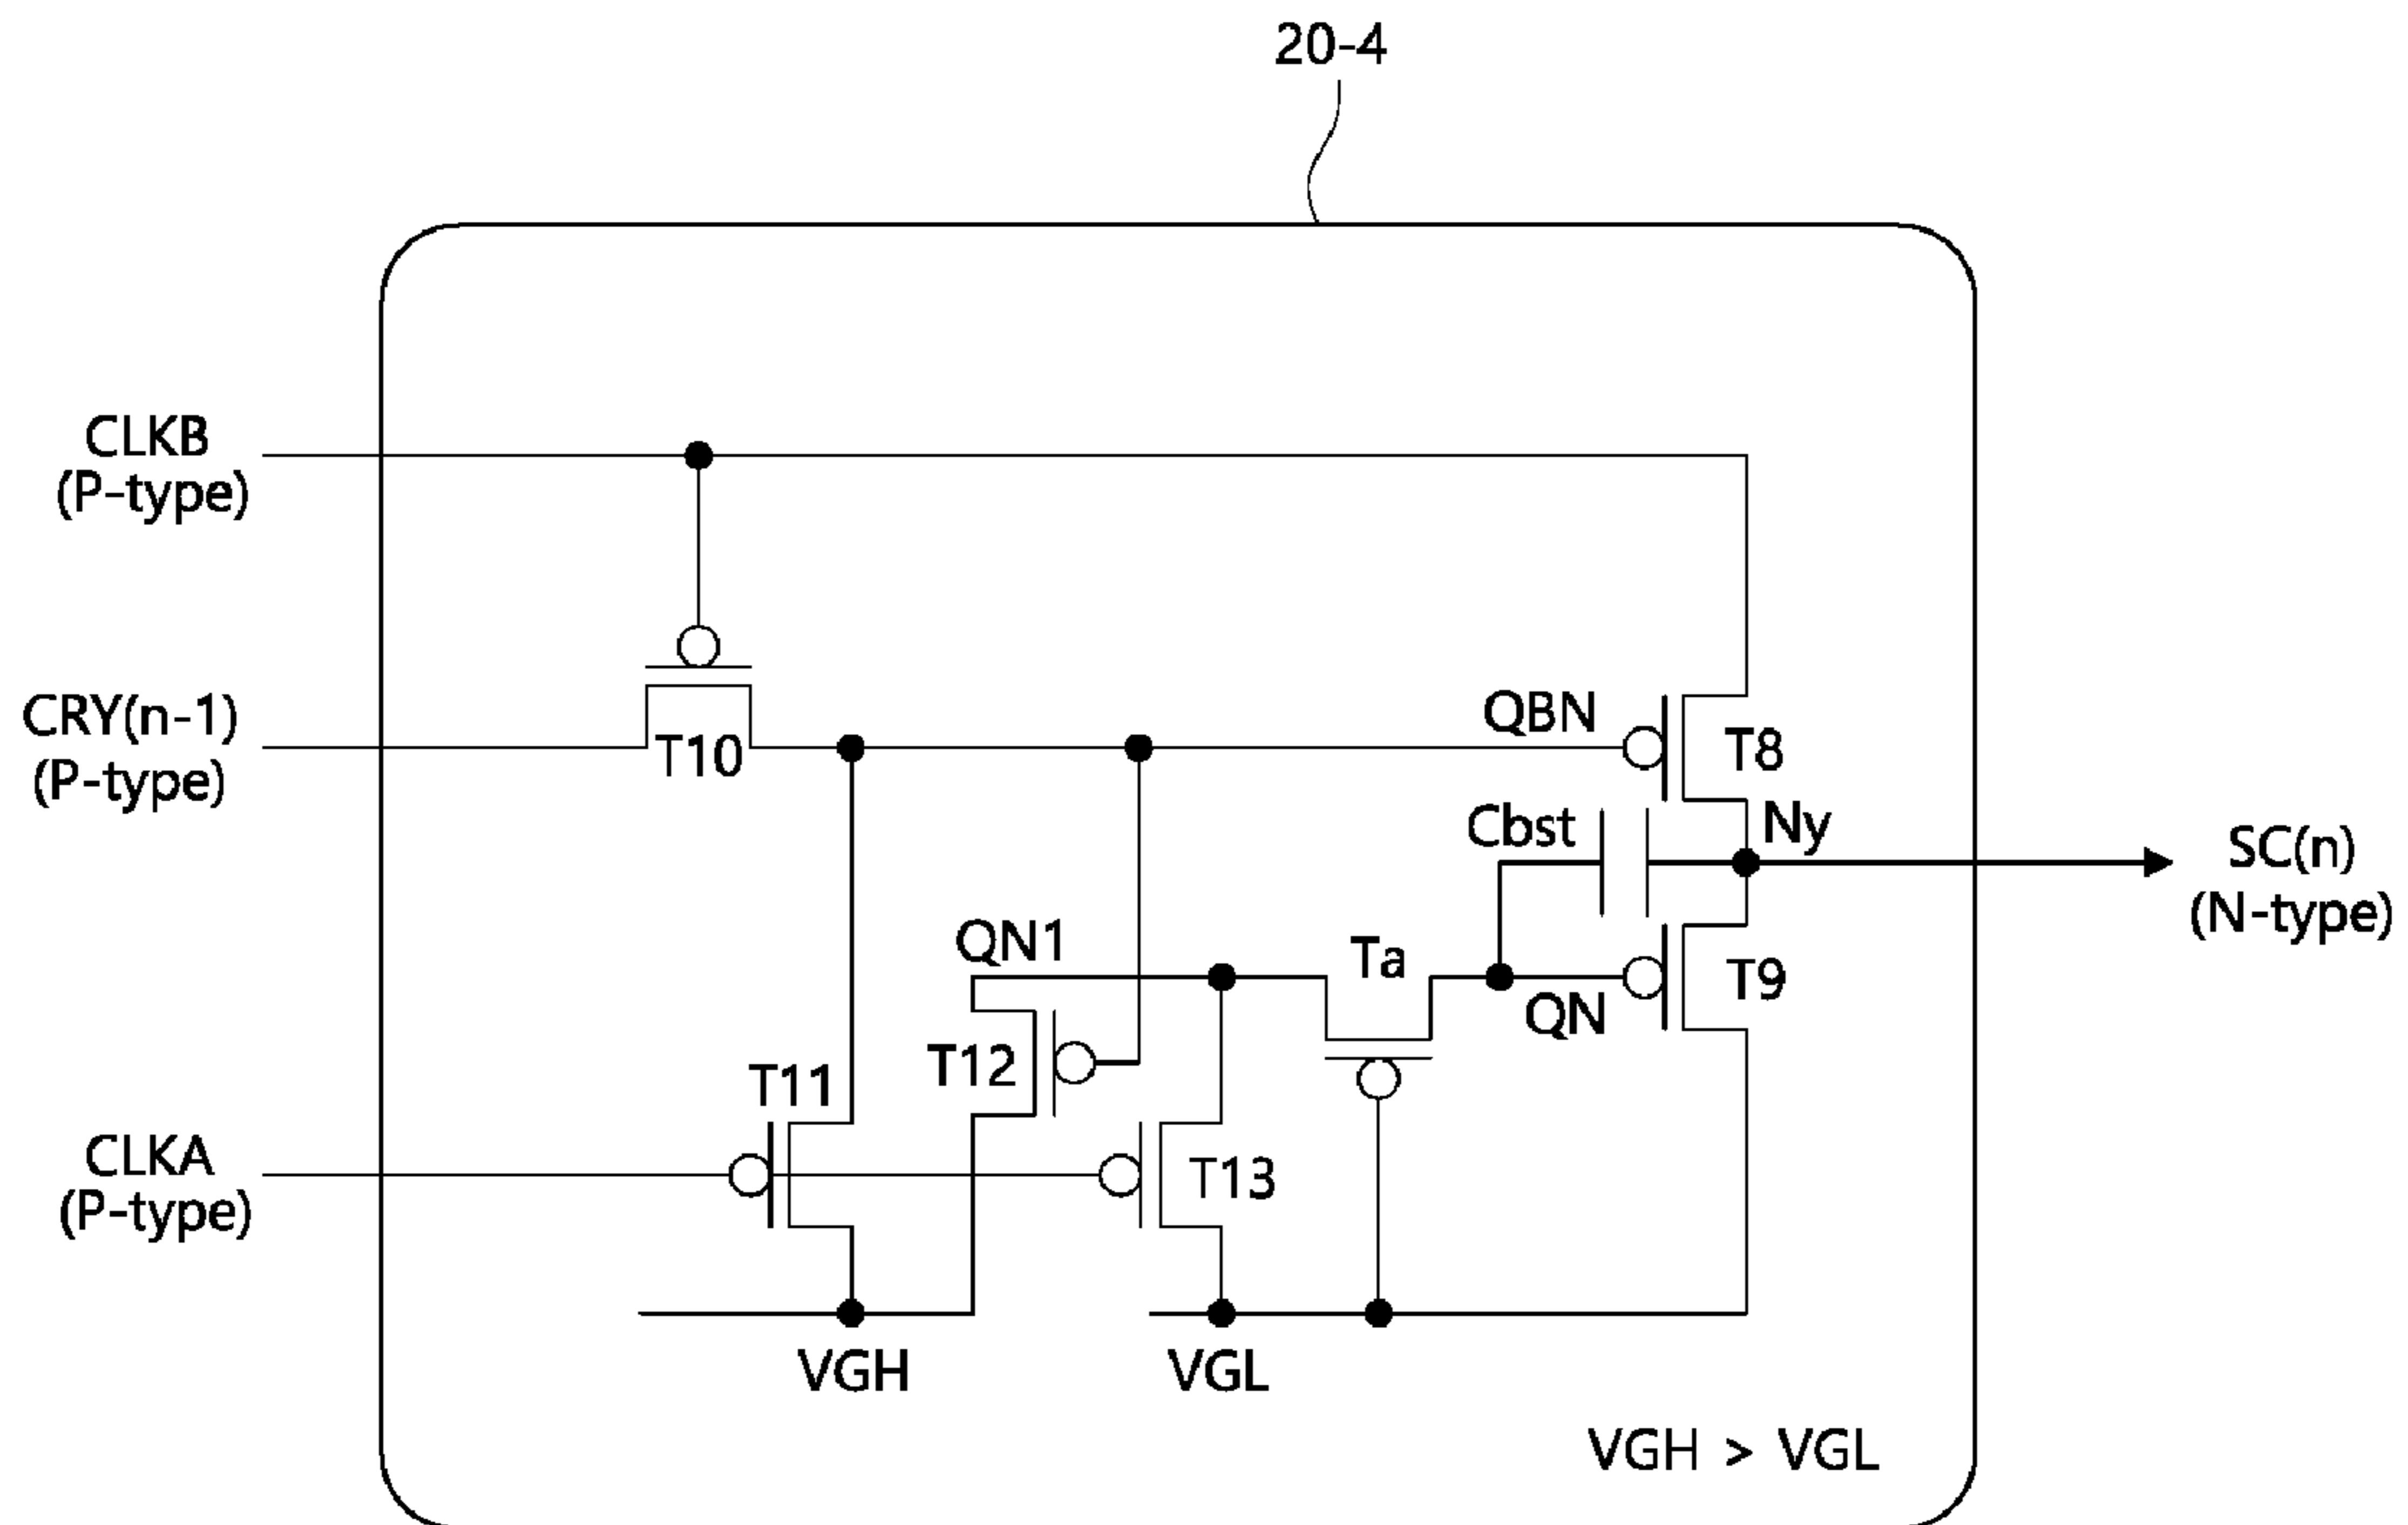 20-4
CLKB
(P-type)
CRY(n-1)
(P-type)
T10
QBN
T8
Cbst
Ny
SC(n)
(N-type)
QN1
Ta
QN
T9
T12
T11
T13
CLKA
(P-type)
VGH
VGL
VGH > VGL